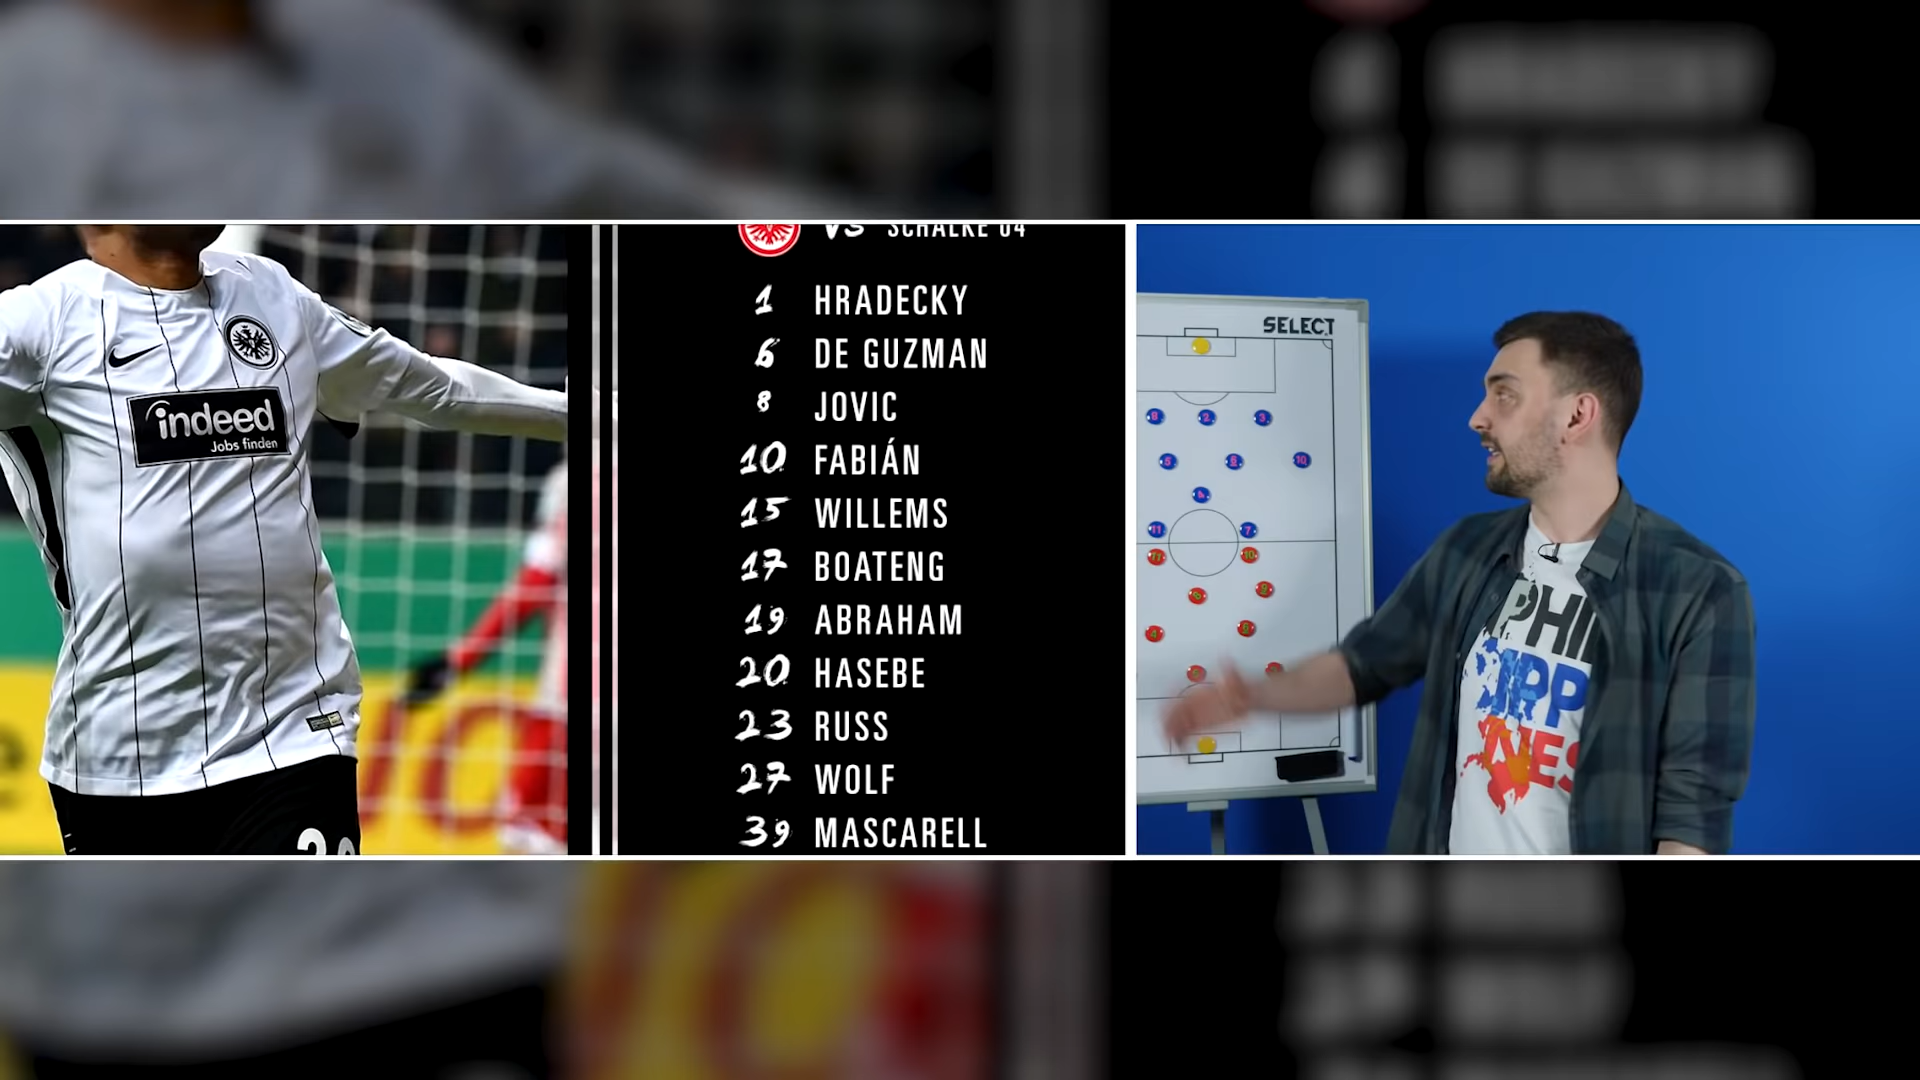 indeed
Jobs finden
VS SCHALKE 04
1 HRADECKY
6 DE GUZMAN
8 JOVIC
10 FABIÁN
15 WILLEMS
17 BOATENG
19 ABRAHAM
20 HASEBE
23 RUSS
27 WOLF
39 MASCARELL
SELECT